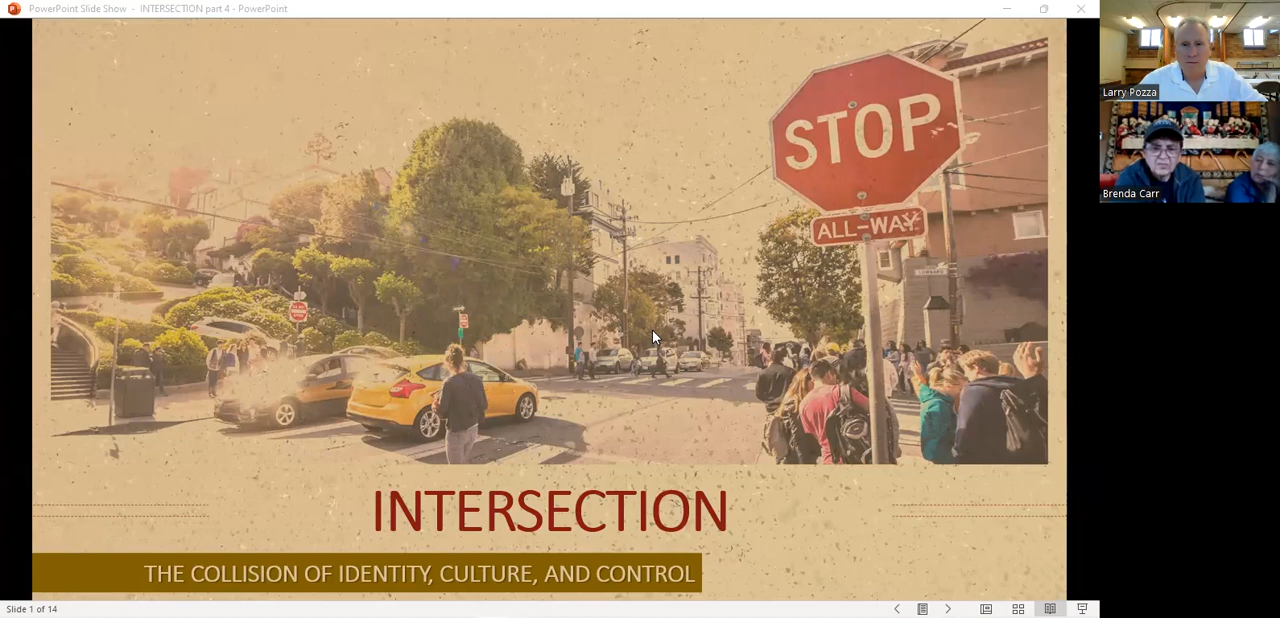 PowerPoint Slide Show - INTERSECTION part 4 - PowerPoint
Larry Pozza
Brenda Carr
STOP
ALL-WAY
LOMBARD
INTERSECTION
THE COLLISION OF IDENTITY, CULTURE, AND CONTROL
Slide 1 of 14